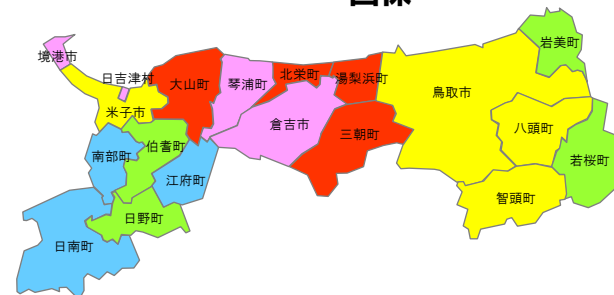 境港市
日吉津村
米子市
大山町
琴浦町
北栄町
湯梨浜町
鳥取市
岩美町
倉吉市
三朝町
八頭町
若桜町
智頭町
南部町
伯耆町
江府町
日野町
日南町